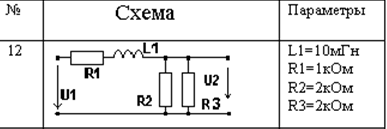 №
Схема
Параметры
12
L1
R1
U1
R2
U2
R3
L1=10мГн
R1=1кОм
R2=2кОм
R3=2кОм